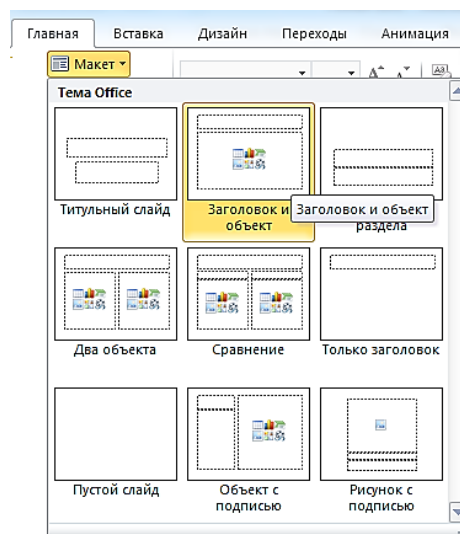 Главная Вставка Дизайн Переходы Анимация
Макет
Тема Office
Титульный слайд
Заголовок и объект
Заголовок и объект
раздела
Два объекта
Сравнение
Только заголовок
Пустой слайд
Объект с
подписью
Рисунок с
подписью